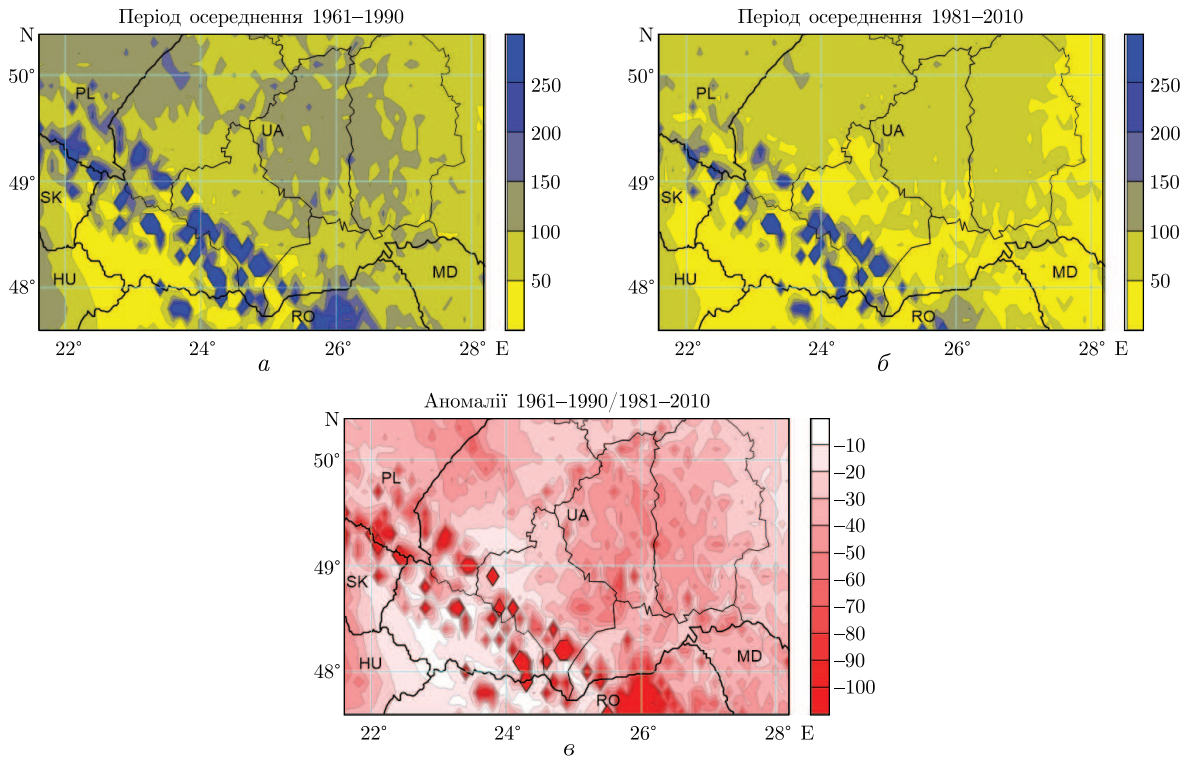 Період осереднення 1961–1990
N
50°
49°
48°
PL
UA
SK
HU
RO
MD
22°
24°
26°
28° E
250
200
150
100
50
а
Період осереднення 1981–2010
N
50°
49°
48°
PL
UA
SK
HU
RO
MD
22°
24°
26°
28° E
250
200
150
100
50
б
Аномалії 1961–1990/1981–2010
N
50°
49°
48°
PL
UA
SK
HU
RO
MD
22°
24°
26°
28° E
–10
–20
–30
–40
–50
–60
–70
–80
–90
–100
в